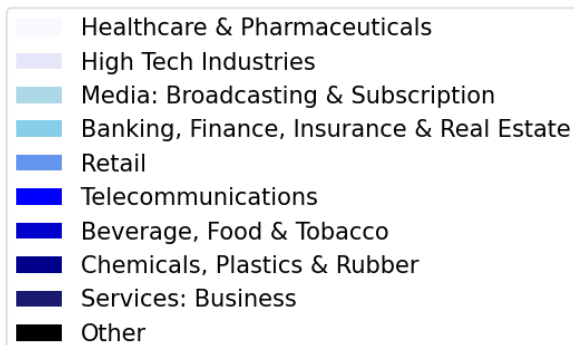 Healthcare & Pharmaceuticals
High Tech Industries
Media: Broadcasting & Subscription
Banking, Finance, Insurance & Real Estate
Retail
Telecommunications
Beverage, Food & Tobacco
Chemicals, Plastics & Rubber
Services: Business
Other